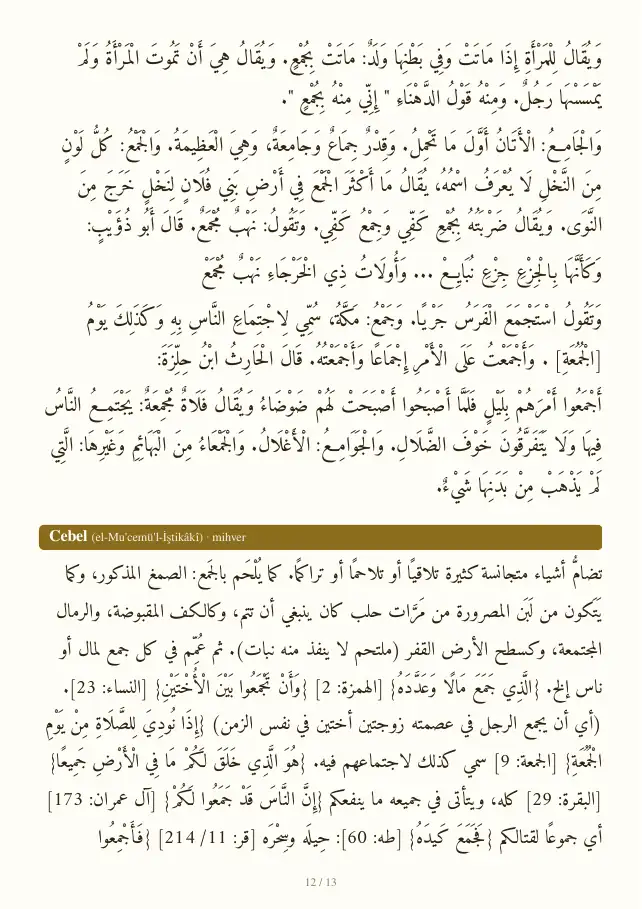 وَيُقَالُ لِلْمَرْأَةِ إِذَا مَاتَتْ وَفِي بَطْنِهَا وَلَدٌ: مَاتَتْ بِجُمْعٍ. وَيُقَالُ هِيَ أَنْ تَمُوتَ الْمَرْأَةُ وَلَمْ
يَمْسَسْهَا رَجُلٌ. وَمِنْهُ قَوْلُ الدَّهْنَاءِ " إِنِّي مِنْهُ بِجُمْعٍ ".
وَالْجَامِعُ: الْأَتَانُ أَوَّلَ مَا تَحْمِلُ. وَقِدْرٌ جِمَاعٌ وَجَامِعَةٌ، وَهِيَ الْعَظِيمَةُ. وَالْجَمْعُ: كُلُّ لَوْنٍ
مِنَ النَّخْلِ لَا يُعْرَفُ اسْمُهُ، يُقَالُ مَا أَكْثَرَ الْجَمْعَ فِي أَرْضِ بَنِي فُلَانٍ لِنَخْلٍ خَرَجَ مِنَ
النَّوَى. وَيُقَالُ ضَرَبْتُهُ بِجُمْعِ كَفِّي وَجِمْعِ كَفِّي. وَتَقُولُ: نَهْبٌ مُجْمَعٌ. قَالَ أَبُو ذُؤَيْبٍ:
وَكَأَنَّهَا بِالْجِزْعِ جِزْعِ نُبَايِعٍ ... وَأُولَاتُ ذِي الْخَرْجَاءِ نَهْبٌ مُجْمَعُ
وَتَقُولُ اسْتَجْمَعَ الْفَرَسُ جَرْيًا. وَجَمْعُ: مَكَّةُ، سُمِّيَ لِاجْتِمَاعِ النَّاسِ بِهِ وَكَذَلِكَ يَوْمُ
[الْجُمُعَةِ] . وَأَجْمَعْتُ عَلَى الْأَمْرِ إِجْمَاعًا وَأَجْمَعْتُهُ. قَالَ الْحَارِثُ ابْنُ حِلِّزَةَ:
أَجْمَعُوا أَمْرَهُمْ بِلَيْلٍ فَلَمَّا أَصْبَحُوا أَصْبَحَتْ لَهُمْ ضَوْضَاءُ وَيُقَالُ فَلَاةٌ مُجْمِعَةٌ: يَجْتَمِعُ النَّاسُ
فِيهَا وَلَا يَتَفَرَّقُونَ خَوْفَ الضَّلَالِ. وَالْجَوَامِعُ: الْأَغْلَالُ. وَالْجَمْعَاءُ مِنَ الْبَهَائِمِ وَغَيْرِهَا: الَّتِي
لَمْ يَذْهَبْ مِنْ بَدَنِهَا شَيْءٌ.
Cebel (el-Mu'cemü'l-İştikâkî) · mihver
تضامُّ أشياء متجانسة كثيرة تلاقيًا أو تلاحمًا أو تراكمًا. كما يُلْحَم بالجَمع: الصمغ المذكور، وكما
يَتَكون من لَبَن المصرورة من مَرَّات حلب كان ينبغي أن تتم، وكالكف المقبوضة، والرمال
المجتمعة، وكسطح الأرض القفر (ملتحم لا ينفذ منه نبات). ثم عُمِّم في كل جمع لمال أو
ناس إلخ. {الَّذِي جَمَعَ مَالًا وَعَدَّدَهُ} [الهمزة: 2] {وَأَنْ تَجْمَعُوا بَيْنَ الْأُخْتَيْنِ} [النساء: 23].
(أي أن يجمع الرجل في عصمته زوجتين أختين في نفس الزمن) {إِذَا نُودِيَ لِلصَّلَاةِ مِنْ يَوْمِ
الْجُمُعَةِ} [الجمعة: 9] سمي كذلك لاجتماعهم فيه. {هُوَ الَّذِي خَلَقَ لَكُمْ مَا فِي الْأَرْضِ جَمِيعًا}
[البقرة: 29] كله، ويتأتى في جميعه ما ينفعكم {إِنَّ النَّاسَ قَدْ جَمَعُوا لَكُمْ} [آل عمران: 173]
أي جموعًا لقتالكم {فَجَمَعَ كَيْدَهُ} [طه: 60]: حِيلَه وسِحْرَه [قر: 11/ 214] {فَأَجْمِعُوا
12 / 13